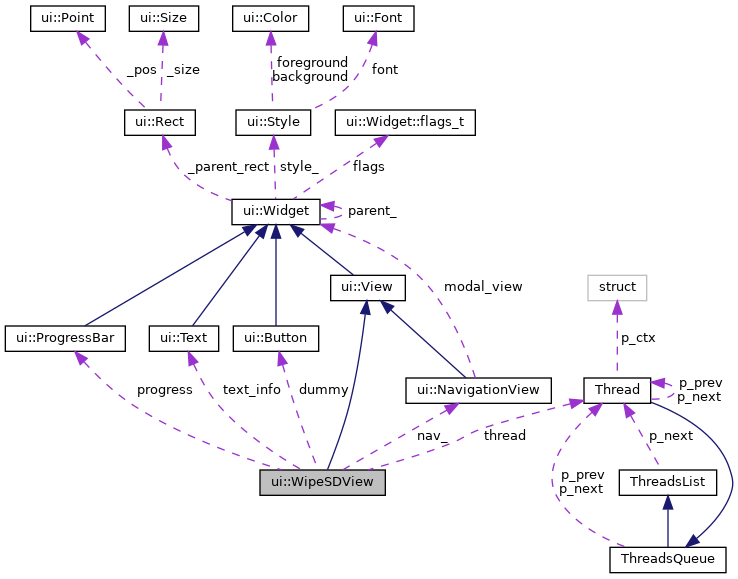 ui::Point
ui::Size
ui::Color
ui::Font
_pos
_size
foreground
background
font
ui::Rect
ui::Style
ui::Widget::flags_t
_parent_rect
style_
flags
ui::Widget
parent_
ui::View
modal_view
struct
p_ctx
ui::ProgressBar
ui::Text
ui::Button
ui::NavigationView
Thread
p_prev
p_next
progress
text_info
dummy
nav_
thread
p_next
p_prev
p_next
ui::WipeSDView
ThreadsList
ThreadsQueue